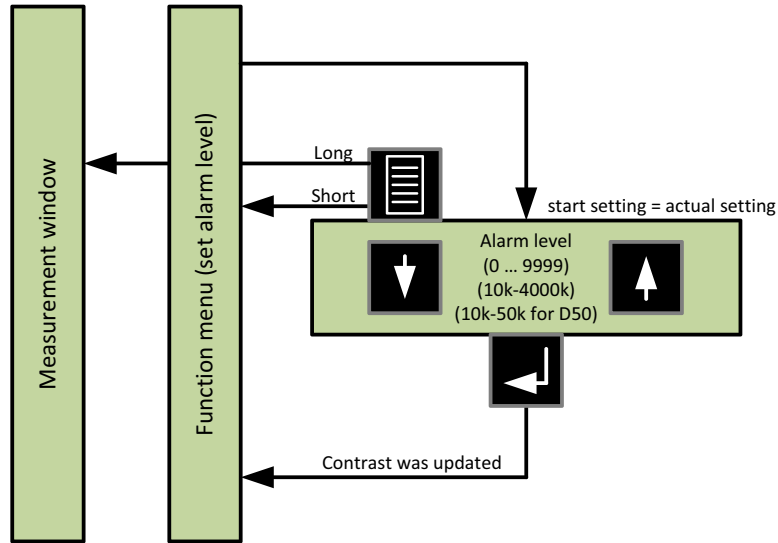 Measurement window
Function menu (set alarm level)
Long
Short
start setting = actual setting
Alarm level
(0 ... 9999)
(10k-4000k)
(10k-50k for D50)
Contrast was updated